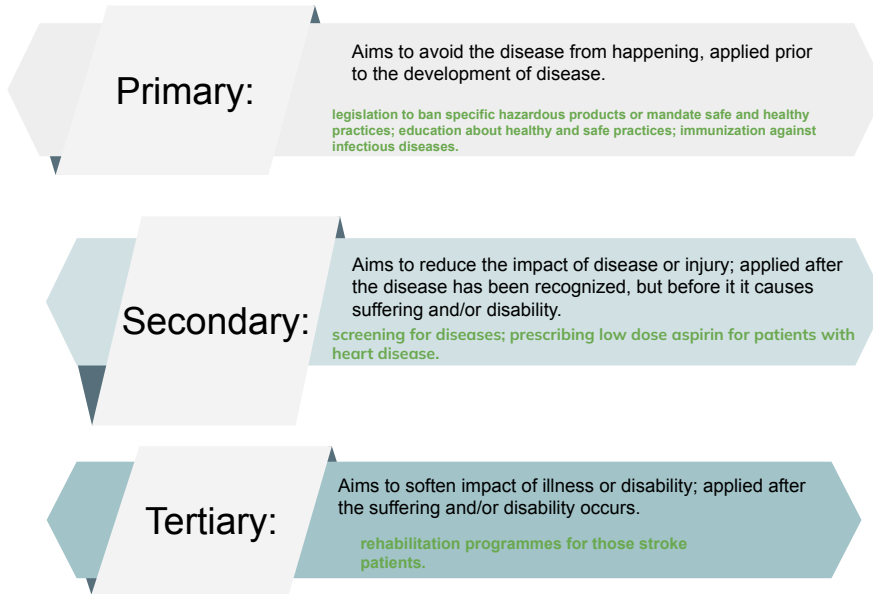 Primary:
Aims to avoid the disease from happening, applied prior
to the development of disease.
legislation to ban specific hazardous products or mandate safe and healthy
practices; education about healthy and safe practices; immunization against
infectious diseases.
Secondary:
Aims to reduce the impact of disease or injury; applied after
the disease has been recognized, but before it it causes
suffering and/or disability.
screening for diseases; prescribing low dose aspirin for patients with
heart disease.
Tertiary:
Aims to soften impact of illness or disability; applied after
the suffering and/or disability occurs.
rehabilitation programmes for those stroke
patients.